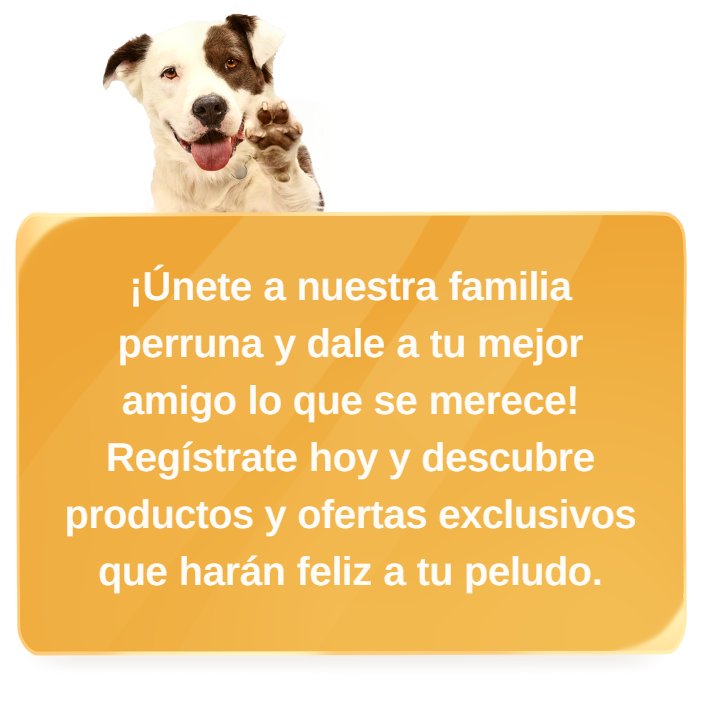 ¡Únete a nuestra familia
perruna y dale a tu mejor
amigo lo que se merece!
Regístrate hoy y descubre
productos y ofertas exclusivos
que harán feliz a tu peludo.